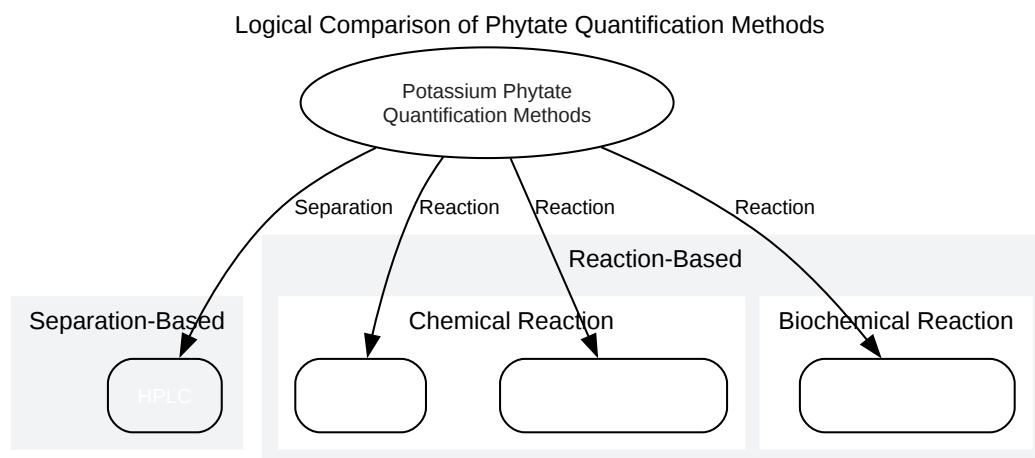 Logical Comparison of Phytate Quantification Methods
Potassium Phytate
Quantification Methods
Separation
Reaction
Reaction
Reaction
Reaction-Based
Separation-Based
Chemical Reaction
Biochemical Reaction
HPLC